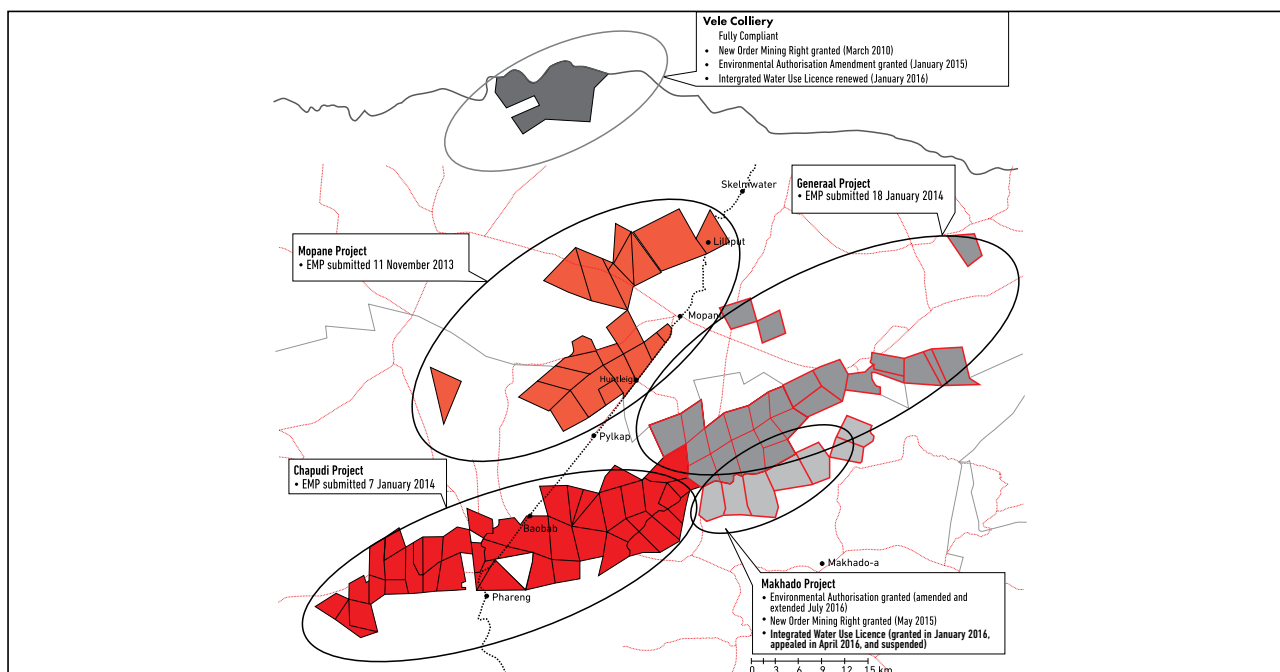 Vele Colliery
Fully Compliant
• New Order Mining Right granted (March 2010)
• Environmental Authorisation Amendment granted (January 2015)
• Intergrated Water Use Licence renewed (January 2016)
Skelmwater
Generaal Project
• EMP submitted 18 January 2014
Mopane Project
• EMP submitted 11 November 2013
Lilliput
Mopane
Huntleigh
Pylkap
Chapudi Project
• EMP submitted 7 January 2014
Baobab
Makhado-a
Phareng
Makhado Project
• Environmental Authorisation granted (amended and
extended July 2016)
• New Order Mining Right granted (May 2015)
• Integrated Water Use Licence (granted in January 2016,
appealed in April 2016, and suspended)
0 3 6 9 12 15 km